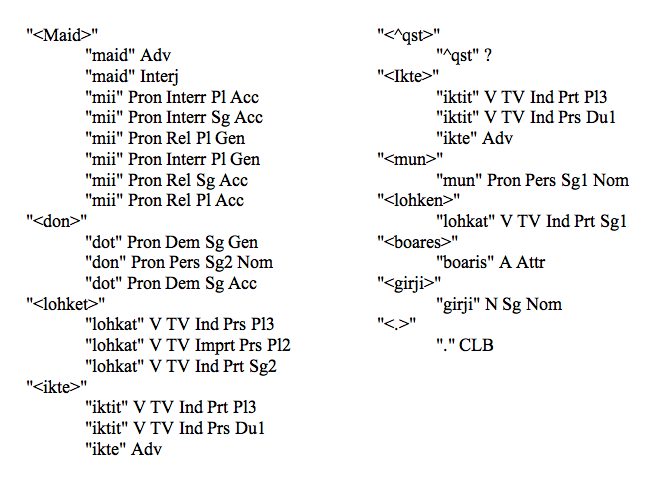 "<Maid>"
"maid" Adv
"maid" Interj
"mii" Pron Interr Pl Acc
"mii" Pron Interr Sg Acc
"mii" Pron Rel Pl Gen
"mii" Pron Interr Pl Gen
"mii" Pron Rel Sg Acc
"mii" Pron Rel Pl Acc
"<don>"
"dot" Pron Dem Sg Gen
"don" Pron Pers Sg2 Nom
"dot" Pron Dem Sg Acc
"<lohket>"
"lohkat" V TV Ind Prs Pl3
"lohkat" V TV Imprt Prs Pl2
"lohkat" V TV Ind Prt Sg2
"<ikte>"
"iktit" V TV Ind Prt Pl3
"iktit" V TV Ind Prs Du1
"ikte" Adv
"<^qst>"
"^qst" ?
"<Ikte>"
"iktit" V TV Ind Prt Pl3
"iktit" V TV Ind Prs Du1
"ikte" Adv
"<mun>"
"mun" Pron Pers Sg1 Nom
"<lohken>"
"lohkat" V TV Ind Prt Sg1
"<boares>"
"boaris" A Attr
"<girji>"
"girji" N Sg Nom
"<.>"
"." CLB